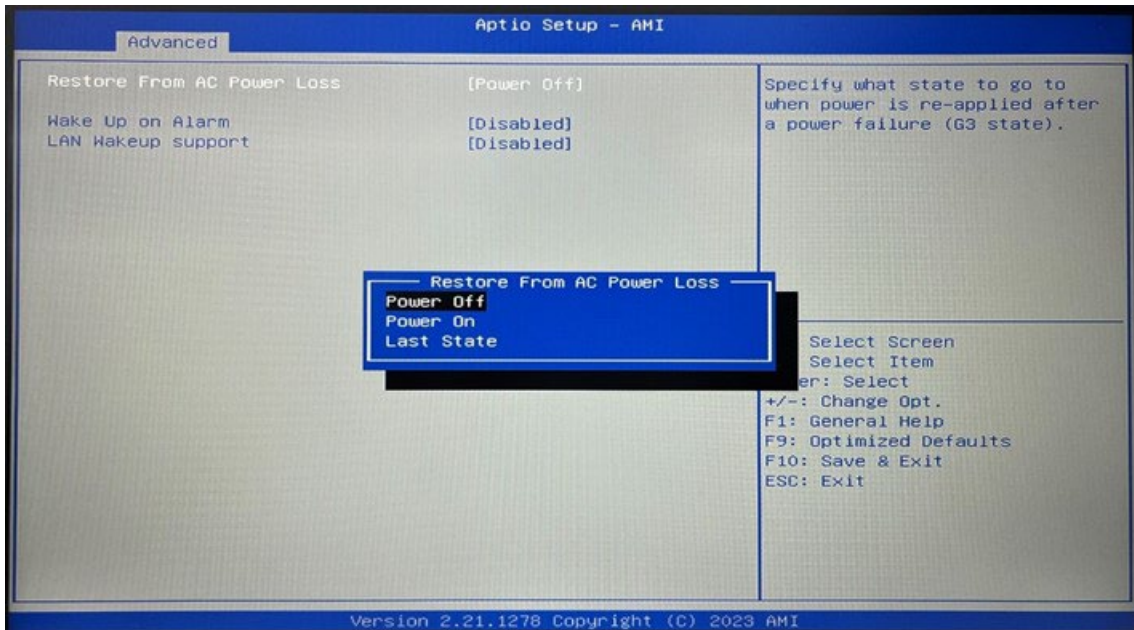 Aptio Setup - AMI
Advanced
Restore From AC Power Loss [Power Off]
Wake Up on Alarm [Disabled]
LAN Wakeup support [Disabled]
Specify what state to go to
when power is re-applied after
a power failure (G3 state).
Restore From AC Power Loss
Power Off
Power On
Last State
Select Screen
Select Item
er: Select
+/-: Change Opt.
F1: General Help
F9: Optimized Defaults
F10: Save & Exit
ESC: Exit
Version 2.21.1278 Copyright (C) 2023 AMI